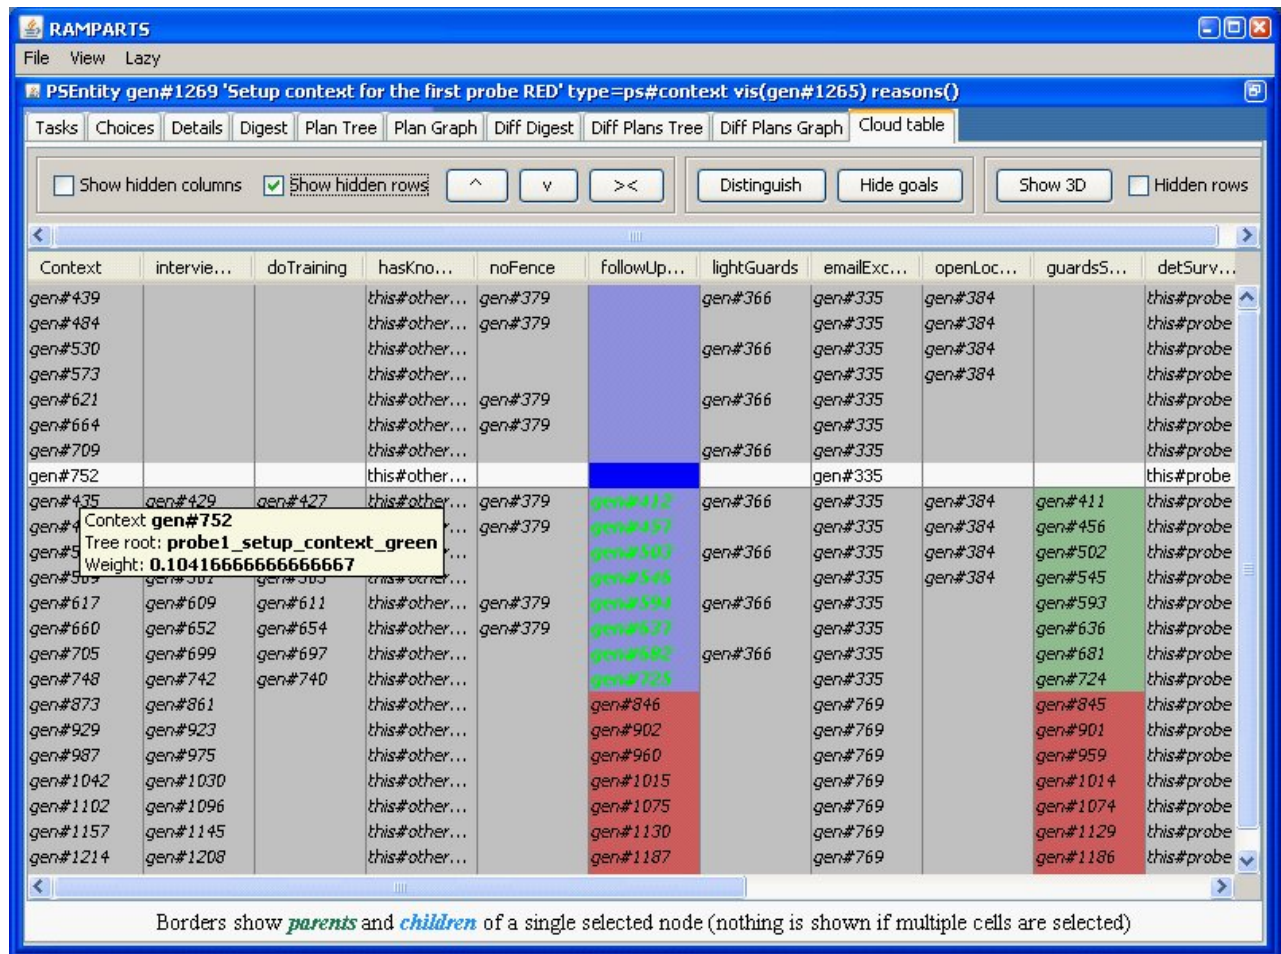 RAMPARTS
File View Lazy
PSEntity gen#1269 'Setup context for the first probe RED' type=ps#context vis(gen#1265) reasons()
Tasks Choices Details Digest Plan Tree Plan Graph Diff Digest Diff Plans Tree Diff Plans Graph Cloud table
Show hidden columns Show hidden rows ^ v >< Distinguish Hide goals Show 3D Hidden rows
Context intervie... doTraining hasKno... noFence followUp... lightGuards emailExc... openLoc... guardsS... detSurv...
gen#439 this#other... gen#379 gen#366 gen#335 gen#384 this#probe
gen#484 this#other... gen#379 gen#335 gen#384 this#probe
gen#530 this#other... gen#366 gen#335 gen#384 this#probe
gen#573 this#other... gen#335 gen#384 this#probe
gen#621 this#other... gen#379 gen#366 gen#335 this#probe
gen#664 this#other... gen#379 gen#335 this#probe
gen#709 this#other... gen#366 gen#335 this#probe
gen#752 this#other... gen#335 this#probe
gen#435 gen#429 gen#427 this#other... gen#379 gen#412 gen#366 gen#335 gen#384 gen#411 this#probe
Context gen#752
gen#379 gen#457 gen#335 gen#384 gen#456 this#probe
Tree root: probe1_setup_context_green
gen#503 gen#366 gen#335 gen#384 gen#502 this#probe
Weight: 0.10416666666666667
this#other... gen#546 gen#335 gen#384 gen#545 this#probe
gen#617 gen#609 gen#611 this#other... gen#379 gen#594 gen#366 gen#335 gen#593 this#probe
gen#660 gen#652 gen#654 this#other... gen#379 gen#637 gen#335 gen#636 this#probe
gen#705 gen#699 gen#697 this#other... gen#682 gen#366 gen#335 gen#681 this#probe
gen#748 gen#742 gen#740 this#other... gen#725 gen#335 gen#724 this#probe
gen#873 gen#861 this#other... gen#846 gen#769 gen#845 this#probe
gen#929 gen#923 this#other... gen#902 gen#769 gen#901 this#probe
gen#987 gen#975 this#other... gen#960 gen#769 gen#959 this#probe
gen#1042 gen#1030 this#other... gen#1015 gen#769 gen#1014 this#probe
gen#1102 gen#1096 this#other... gen#1075 gen#769 gen#1074 this#probe
gen#1157 gen#1145 this#other... gen#1130 gen#769 gen#1129 this#probe
gen#1214 gen#1208 this#other... gen#1187 gen#769 gen#1186 this#probe
Borders show parents and children of a single selected node (nothing is shown if multiple cells are selected)